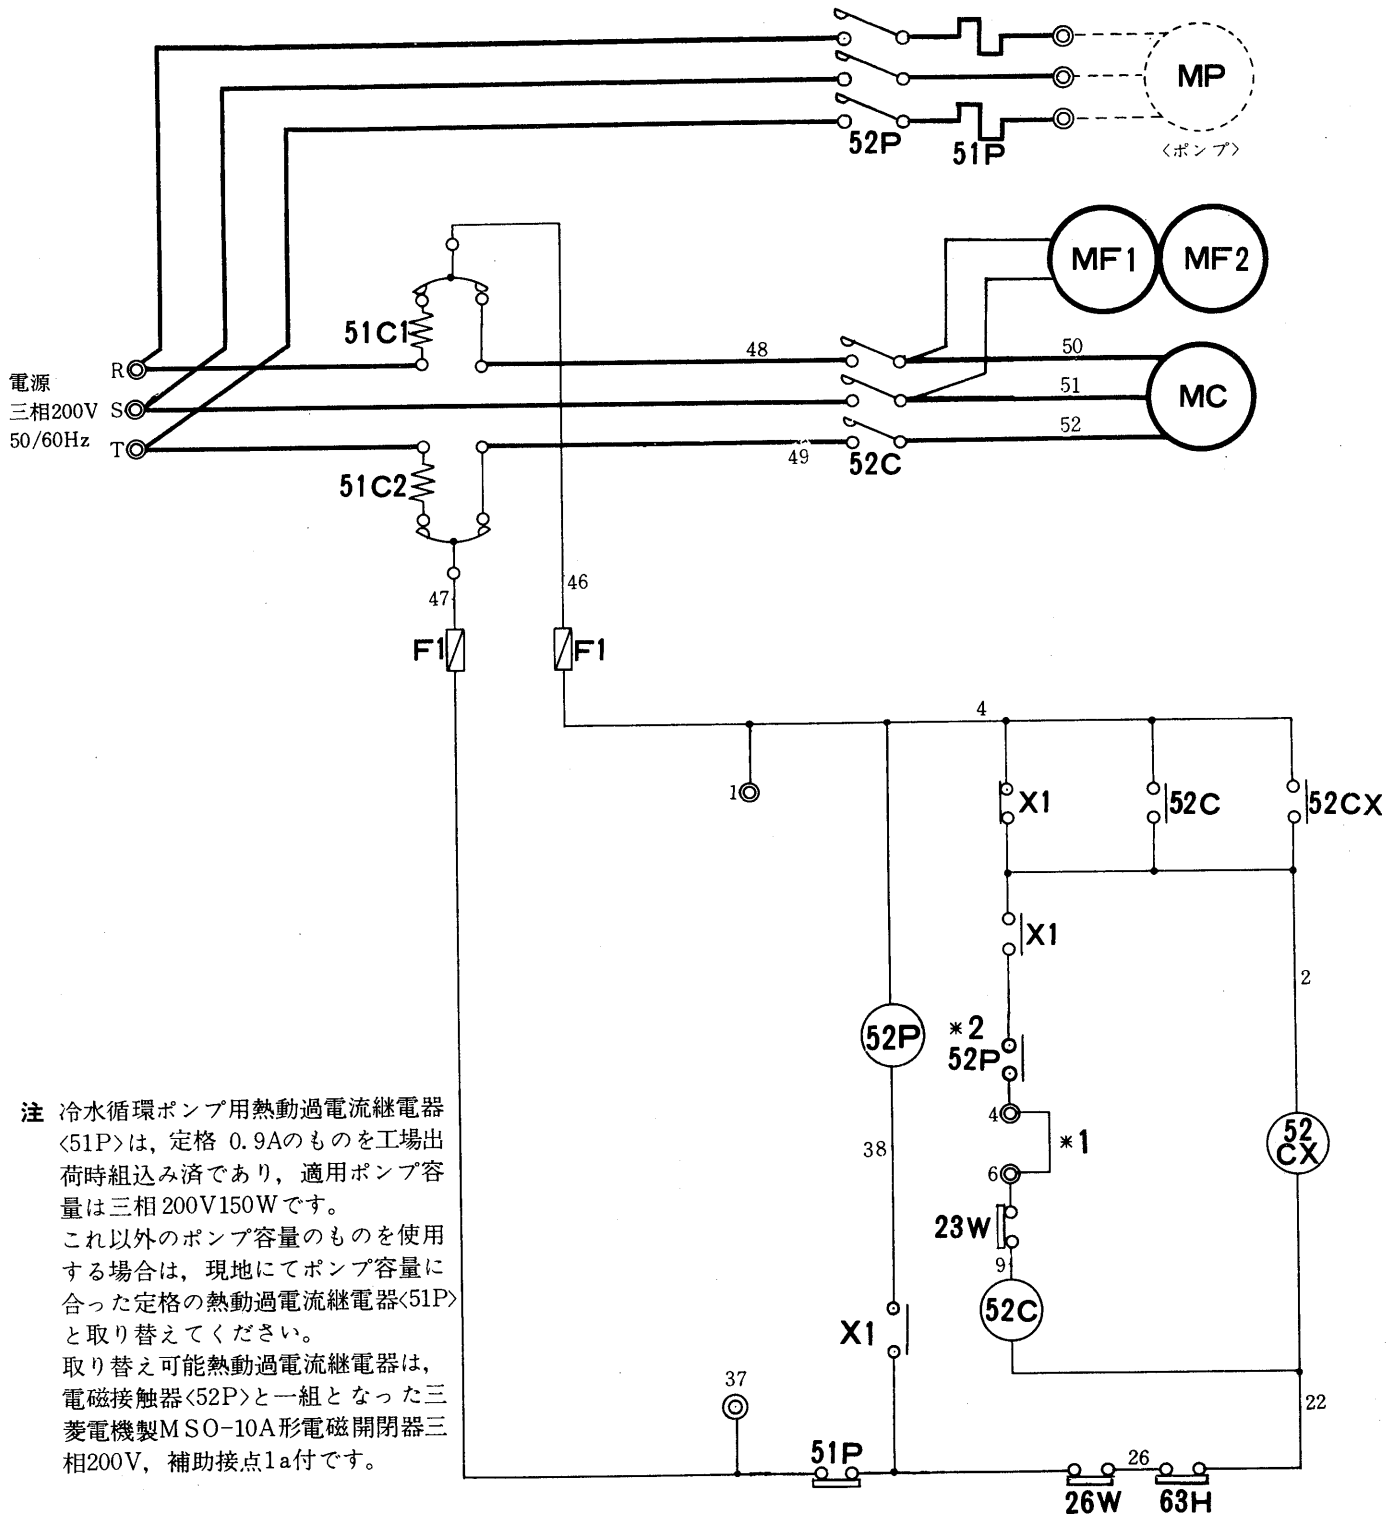 MP
52P
51P
〈ポンプ〉
MF1
MF2
51C1
48
50
R
電源
三相200V
S
51
MC
50/60Hz
T
52
49
52C
51C2
46
47
F1
F1
4
1
X1
52C
52CX
X1
2
52P
*2
52P
4
*1
38
6
52
CX
23W
9
52C
X1
37
22
51P
26
26W
63H
注 冷水循環ポンプ用熱動過電流継電器
〈51P〉は,定格 0.9Aのものを工場出
荷時組込み済であり,適用ポンプ容
量は三相200V150Wです。
これ以外のポンプ容量のものを使用
する場合は,現地にてポンプ容量に
合った定格の熱動過電流継電器〈51P〉
と取り替えてください。
取り替え可能熱動過電流継電器は,
電磁接触器〈52P〉と一組となった三
菱電機製MSO-10A形電磁開閉器三
相200V,補助接点1a付です。